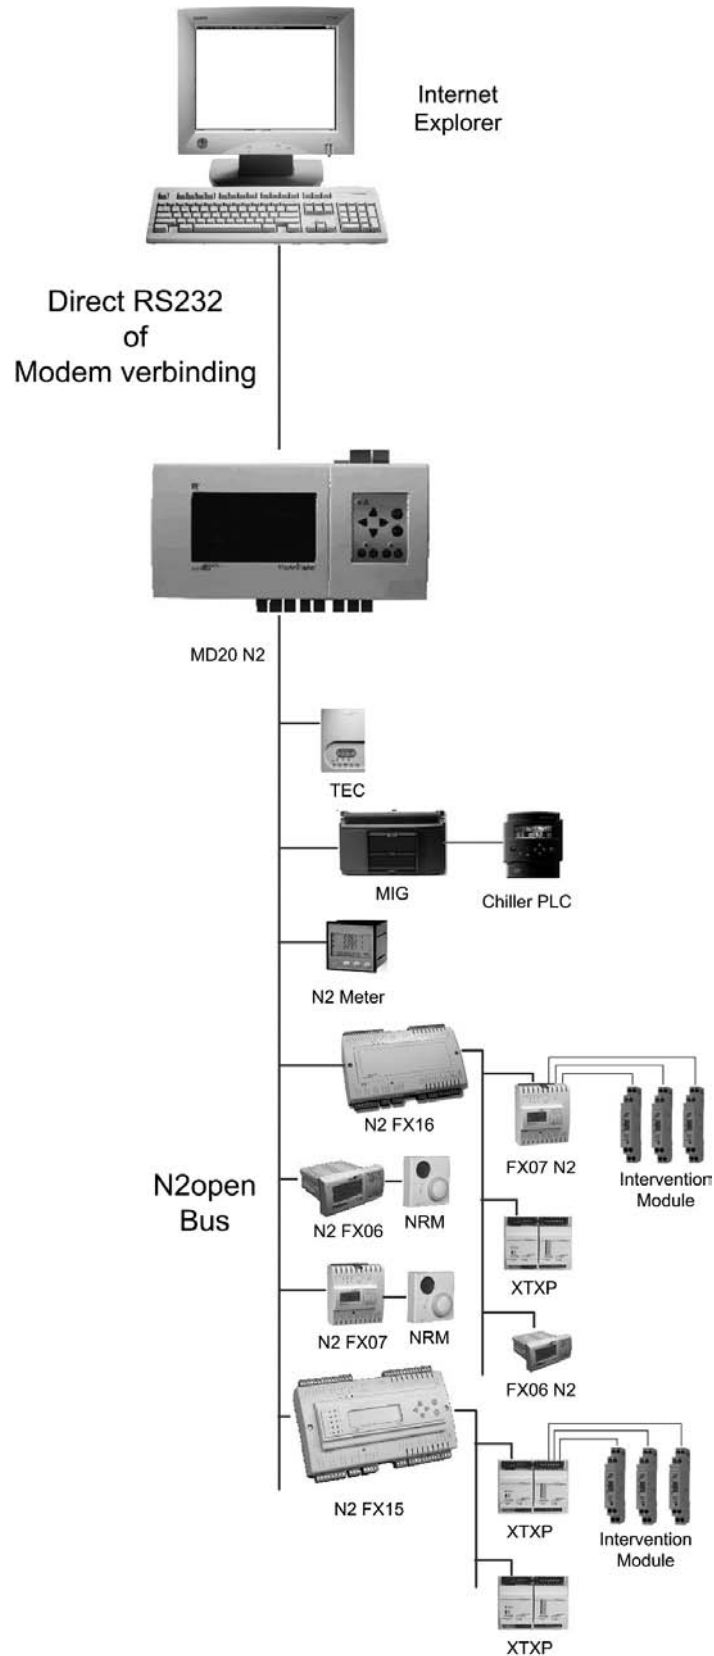 Internet
Explorer
Direct RS232
of
Modem verbinding
MD20 N2
TEC
MIG
Chiller PLC
N2 Meter
N2 FX16
FX07 N2
Intervention
Module
N2open
Bus
N2 FX06
NRM
XTXP
N2 FX07
NRM
FX06 N2
N2 FX15
XTXP
Intervention
Module
XTXP